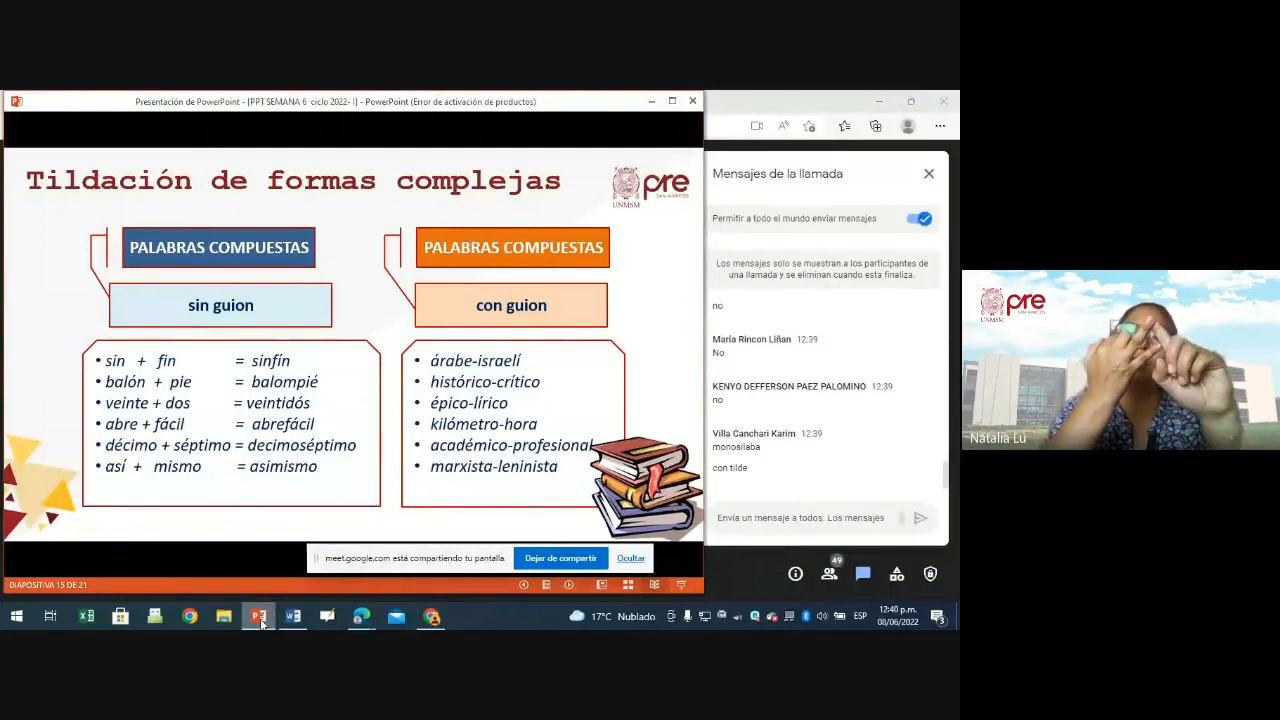 Presentación de PowerPoint - [PPT SEMANA 6 ciclo 2022- I] - PowerPoint (Error de activación de productos)
Tildación de formas complejas
UNMSM
pre
SAN MARCOS
PALABRAS COMPUESTAS
PALABRAS COMPUESTAS
sin guion
con guion
• sin + fin = sinfín
• balón + pie = balompié
• veinte + dos = veintidós
• abre + fácil = abrefácil
• décimo + séptimo = decimoséptimo
• así + mismo = asimismo
• árabe-israelí
• histórico-crítico
• épico-lírico
• kilómetro-hora
• académico-profesional
• marxista-leninista
meet.google.com está compartiendo tu pantalla.
Dejar de compartir
Ocultar
DIAPOSITIVA 15 DE 21
Mensajes de la llamada
Permitir a todo el mundo enviar mensajes
Los mensajes solo se muestran a los participantes de
una llamada y se eliminan cuando esta finaliza.
no
María Rincon Liñan 12:39
No
KENYO DEFFERSON PAEZ PALOMINO 12:39
no
Villa Canchari Karim 12:39
monosilaba
con tilde
Envía un mensaje a todos. Los mensajes
49
17°C Nublado
ESP
12:40 p.m.
08/06/2022
3
UNMSM
pre
SAN MARCOS
Natalia Lu